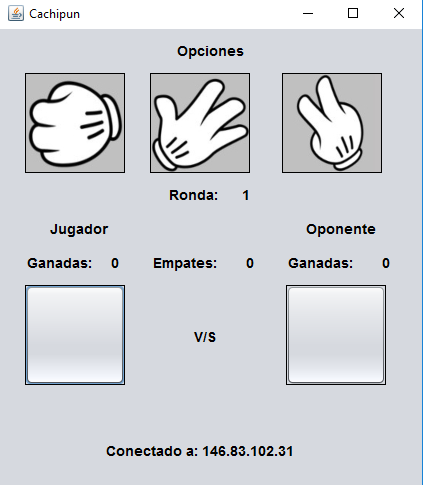 Cachipun
Opciones
Ronda: 1
Jugador Oponente
Ganadas: 0 Empates: 0 Ganadas: 0
V/S
Conectado a: 146.83.102.31